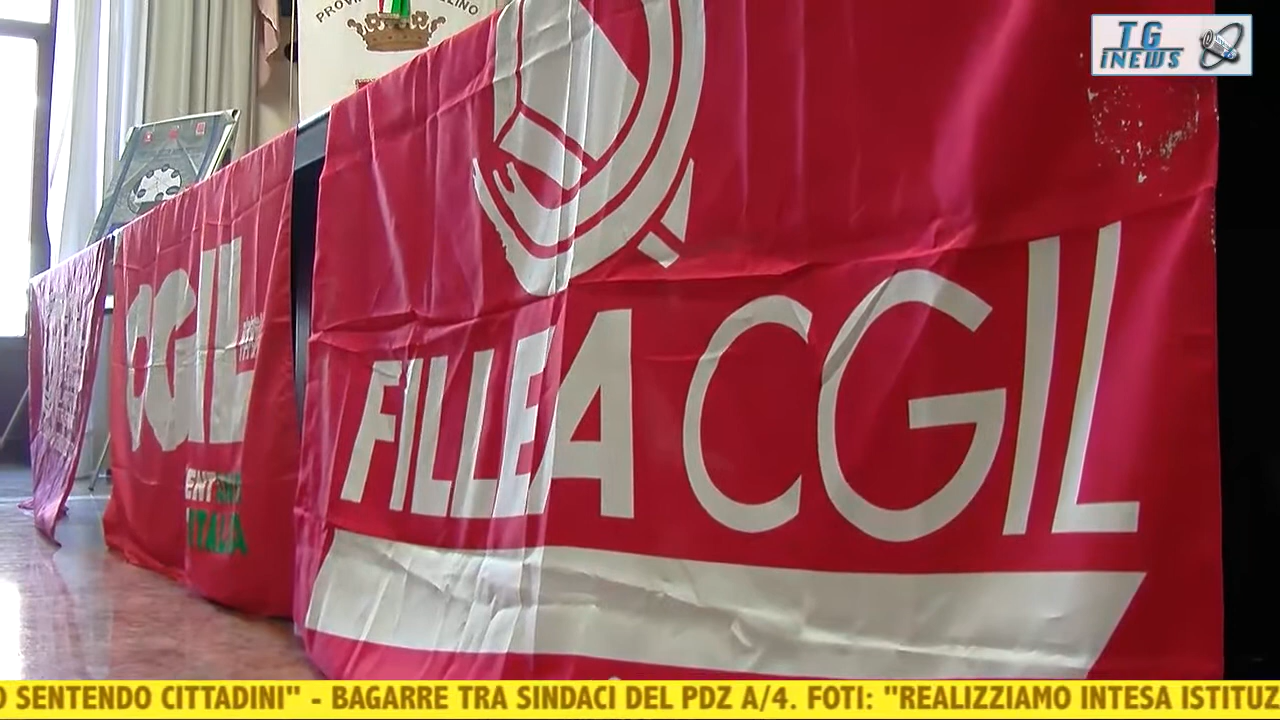 TG
iNEWS
CGIL
FILLEA CGIL
ITALIA
O SENTENDO CITTADINI" - BAGARRE TRA SINDACI DEL PDZ A/4. FOTI: "REALIZZIAMO INTESA ISTITUZ